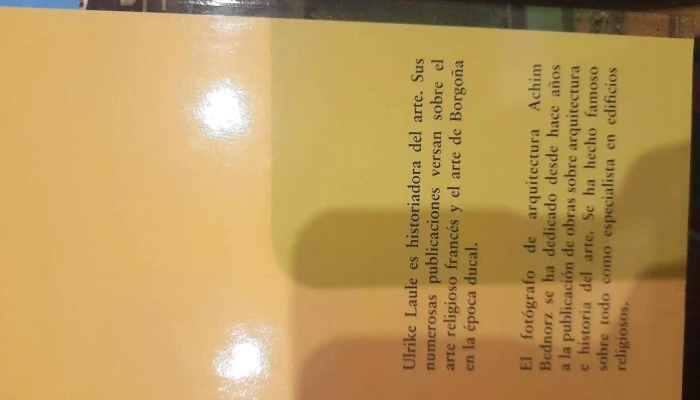 Ulrike Laule es historiadora del arte. Sus
numerosas publicaciones versan sobre el
arte religioso francés y el arte de Borgoña
en la época ducal.
El fotógrafo de arquitectura Achim
Bednorz se ha dedicado desde hace años
a la publicación de obras sobre arquitectura
e historia del arte. Se ha hecho famoso
sobre todo como especialista en edificios
religiosos.